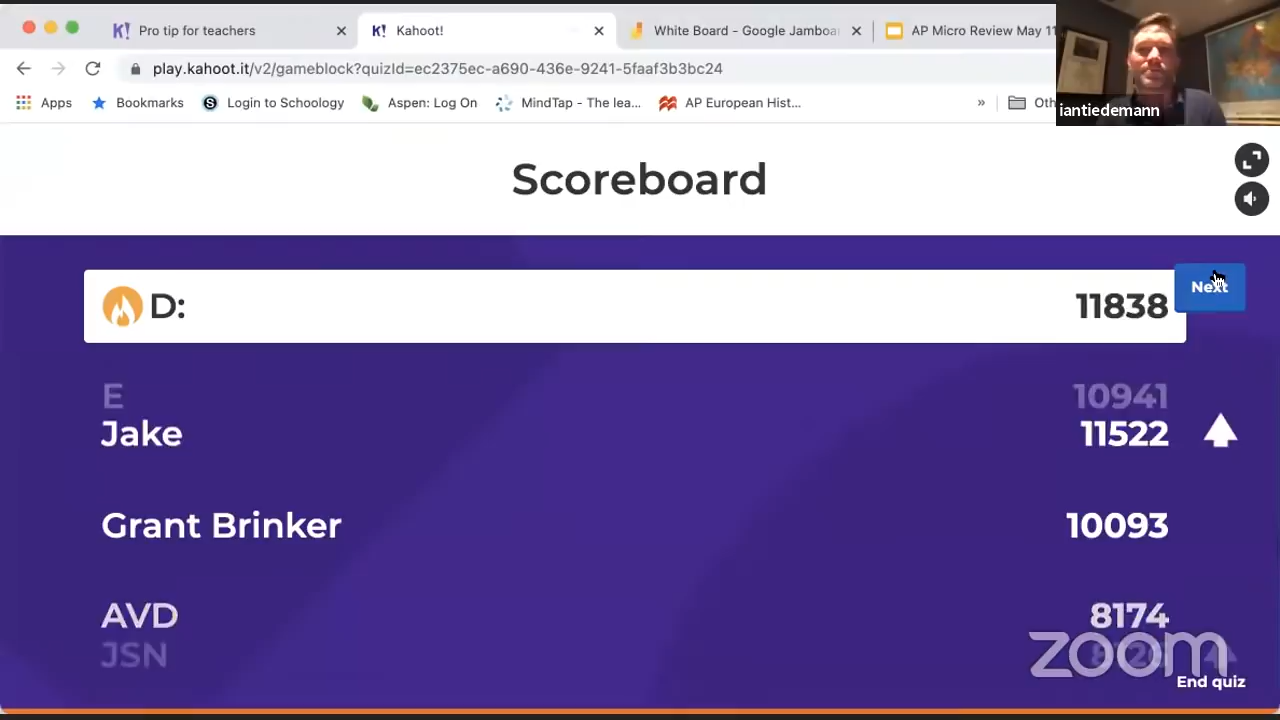 K! Pro tip for teachers
K! Kahoot!
White Board - Google Jamboa
AP Micro Review May 11
play.kahoot.it/v2/gameblock?quizId=ec2375ec-a690-436e-9241-5faaf3b3bc24
Apps Bookmarks S Login to Schoology Aspen: Log On MindTap - The lea... AP European Hist... » Oth
iantiedemann
Scoreboard
D: 11838
Next
E 10941
Jake 11522
Grant Brinker 10093
AVD 8174
JSN
zoom
End quiz